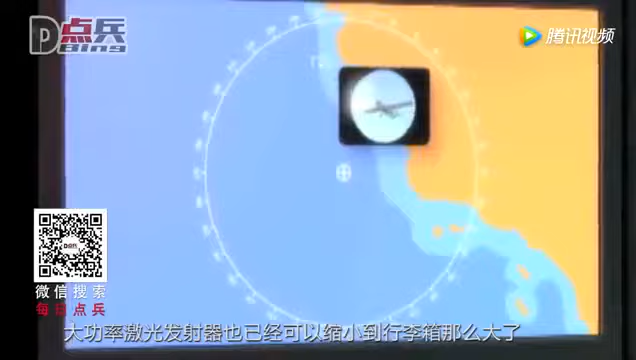 D点兵
DBing
腾讯视频
微信搜索
每日点兵
大功率激光发射器也已经可以缩小到行李箱那么大了